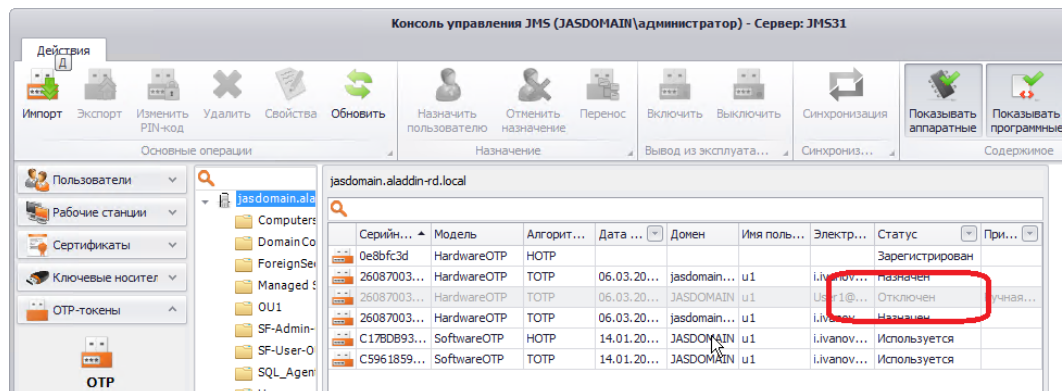 Консоль управления JMS (JASDOMAIN\администратор) - Сервер: JMS31
Действия
Д
Импорт Экспорт Изменить PIN-код Удалить Свойства Обновить Назначить пользователю Отменить назначение Перенос Включить Выключить Синхронизация Показывать аппаратные Показывать программные
Основные операции Назначение Вывод из эксплуата... Синхрониз... Содержимое
Пользователи
Рабочие станции
Сертификаты
Ключевые носител
OTP-токены
OTP
jasdomain.ala
Computers
Domain Co
ForeignSe
Managed S
OU1
SF-Admin-
SF-User-O
SQL_Agen
jasdomain.aladdin-rd.local
Серийн... Модель Алгорит... Дата ... Домен Имя поль... Электр... Статус При...
0e8bfc3d HardwareOTP HOTP Зарегистрирован
26087003... HardwareOTP TOTP 06.03.20... jasdomain... u1 i.ivanov... Назначен
26087003... HardwareOTP TOTP 06.03.20... JASDOMAIN u1 User1@... Отключен Ручная...
26087003... HardwareOTP TOTP 06.03.20... jasdomain... u1 i.ivanov... Назначен
C17BDB93... SoftwareOTP HOTP 14.01.20... JASDOMAIN u1 i.ivanov... Используется
C5961859... SoftwareOTP TOTP 14.01.20... JASDOMAIN u1 i.ivanov... Используется